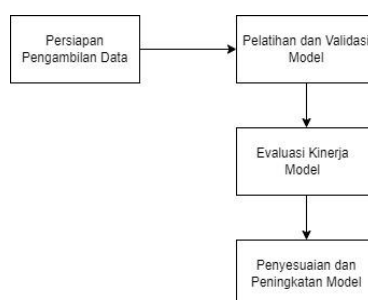 Persiapan
Pengambilan Data
Pelatihan dan Validasi
Model
Evaluasi Kinerja
Model
Penyesuaian dan
Peningkatan Model